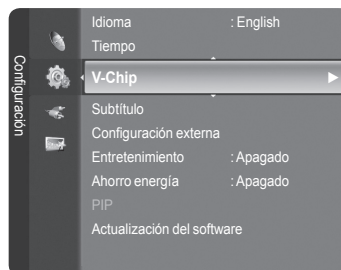 Configuración
Idioma : English
Tiempo
V-Chip
Subtítulo
Configuración externa
Entretenimiento : Apagado
Ahorro energía : Apagado
PIP
Actualización del software